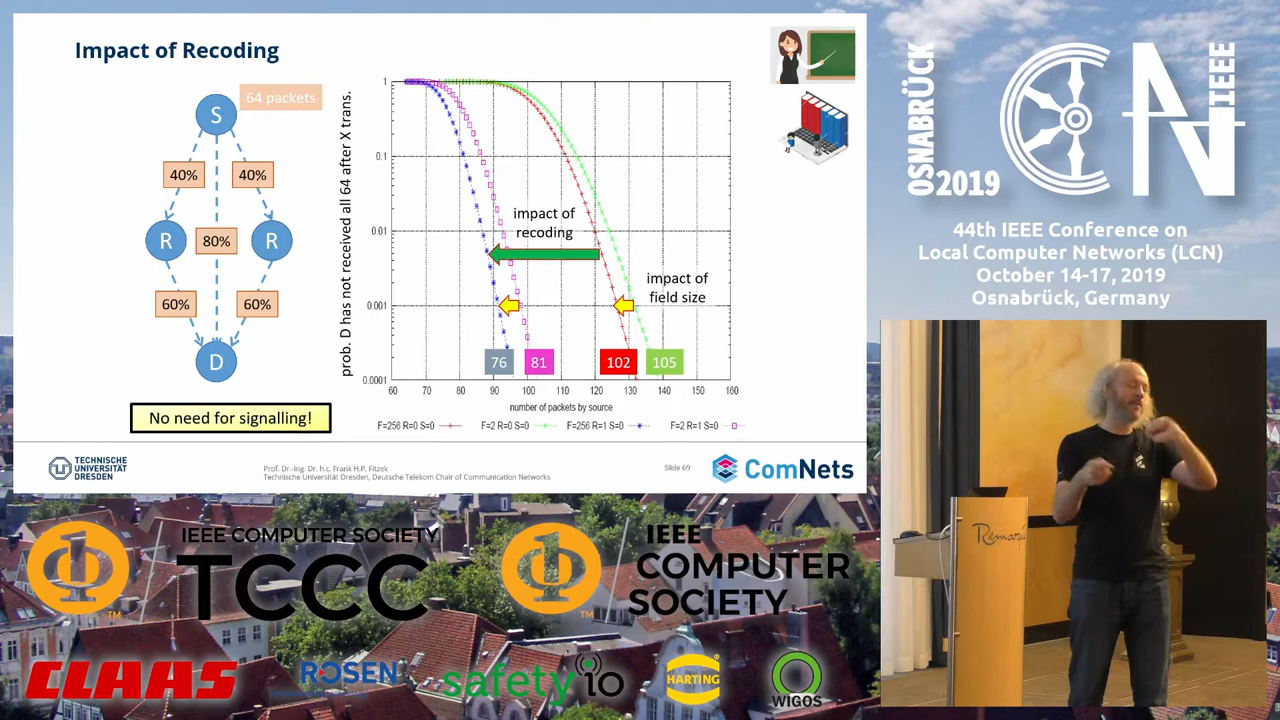 Impact of Recoding
64 packets
S
40%
40%
R
80%
R
60%
60%
D
No need for signalling!
prob. D has not received all 64 after X trans.
1
0.1
0.01
0.001
0.0001
impact of
recoding
impact of
field size
76
81
102
105
60
70
80
90
100
110
120
130
140
150
160
number of packets by source
F=256 R=0 S=0
F=2 R=0 S=0
F=256 R=1 S=0
F=2 R=1 S=0
TECHNISCHE
UNIVERSITÄT
DRESDEN
Prof. Dr.-Ing. Dr. h.c. Frank H.P. Fitzek
Technische Universität Dresden, Deutsche Telekom Chair of Communication Networks
Slide 69
ComNets
OSNABRÜCK
2019
LCN
IEEE
44th IEEE Conference on
Local Computer Networks (LCN)
October 14-17, 2019
Osnabrück, Germany
IEEE COMPUTER SOCIETY
TCCC
TM
IEEE
COMPUTER
SOCIETY
TM
CLAAS
ROSEN
safety io
HARTING
WIGOS